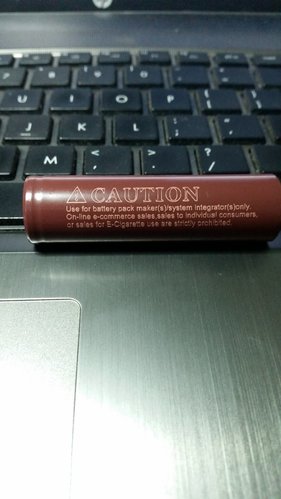 ⚠ CAUTION
Use for battery pack maker(s)/system integrator(s)only.
On-line e-commerce sales,sales to individual consumers,
or sales for E-Cigarette use are strictly prohibited.
hp
J
K
L
M